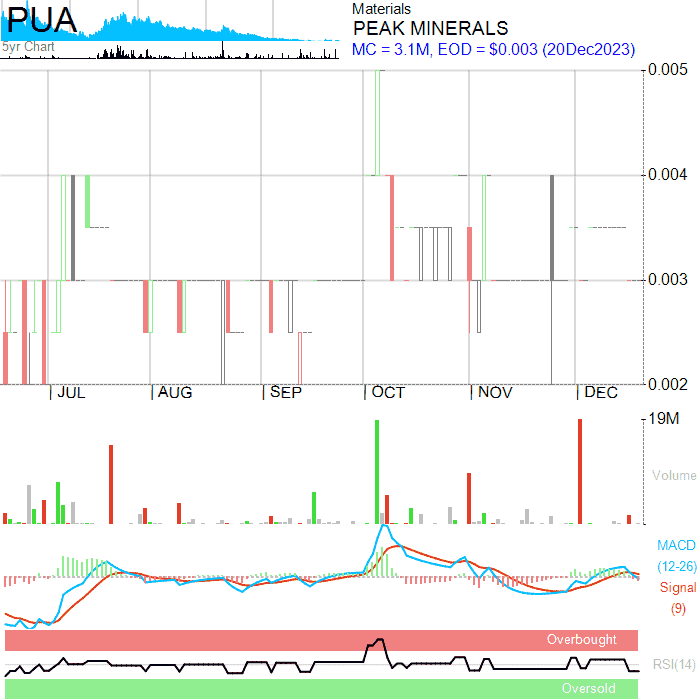 PUA
5yr Chart
Materials
PEAK MINERALS
MC = 3.1M, EOD = $0.003 (20Dec2023)
0.005
0.004
0.003
0.002
JUL AUG SEP OCT NOV DEC
19M
Volume
MACD
(12-26)
Signal
(9)
Overbought
RSI(14)
Oversold